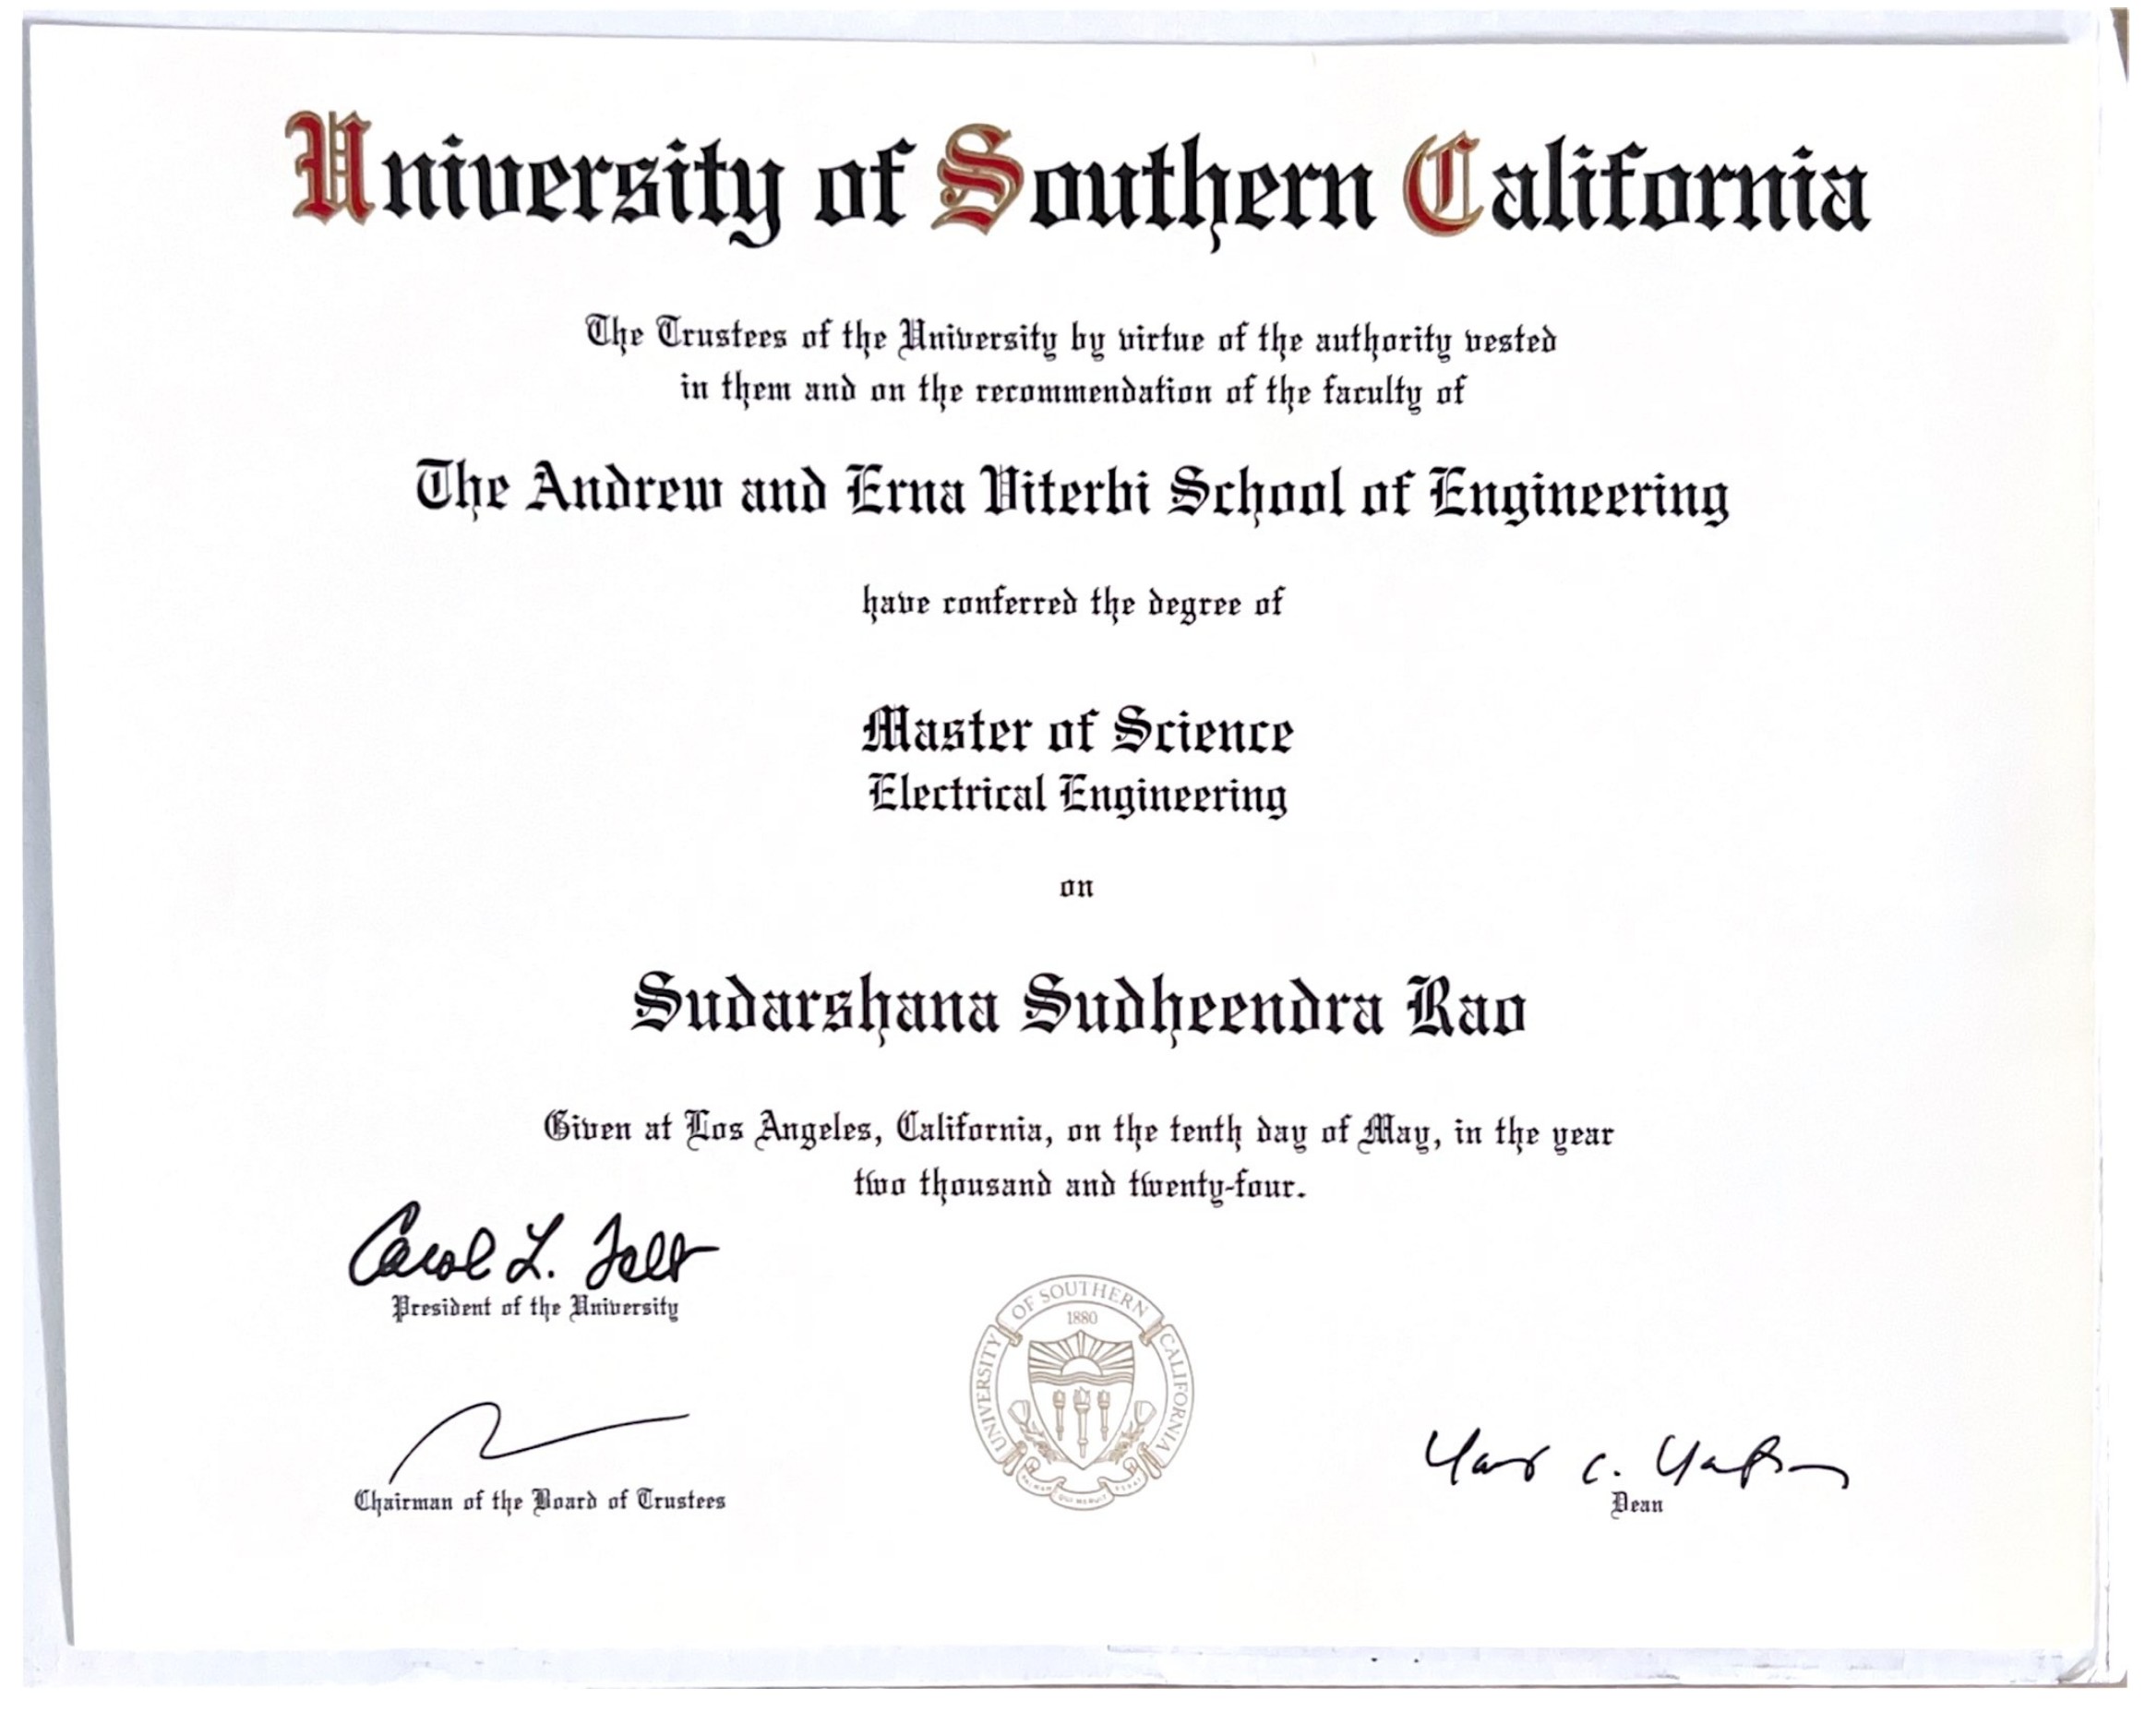 University of Southern California
The Trustees of the University by virtue of the authority vested
in them and on the recommendation of the faculty of
The Andrew and Erna Viterbi School of Engineering
have conferred the degree of
Master of Science
Electrical Engineering
on
Sudarshana Sudheendra Rao
Given at Los Angeles, California, on the tenth day of May, in the year
two thousand and twenty-four.
Carol L. Folt
President of the University
UNIVERSITY OF SOUTHERN CALIFORNIA
1880
Chairman of the Board of Trustees
Dean